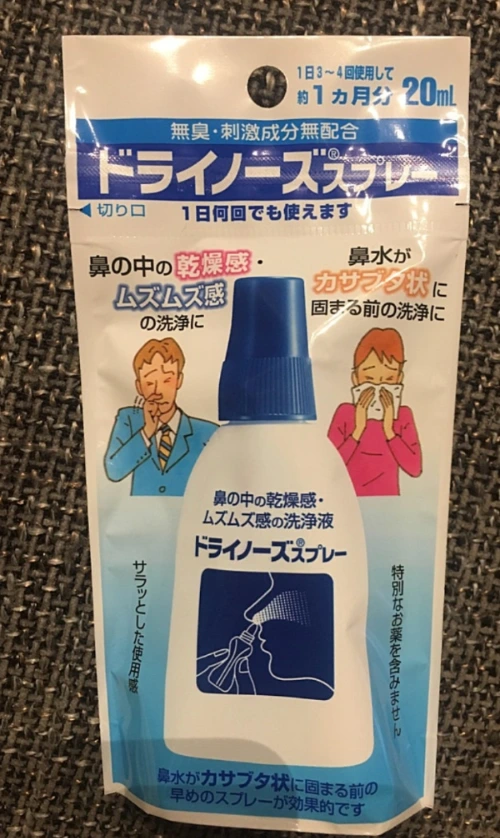 1日3～4回使用して
約1ヵ月分 20mL
無臭・刺激成分無配合
ドライノーズ®スプレー
◀切り口
1日何回でも使えます
鼻の中の乾燥感・
ムズムズ感
の洗浄に
鼻水が
カサブタ状に
固まる前の洗浄に
鼻の中の乾燥感・
ムズムズ感の洗浄液
ドライノーズ®スプレー
サラッとした使用感
特別なお薬を含みません
鼻水がカサブタ状に固まる前の
早めのスプレーが効果的です